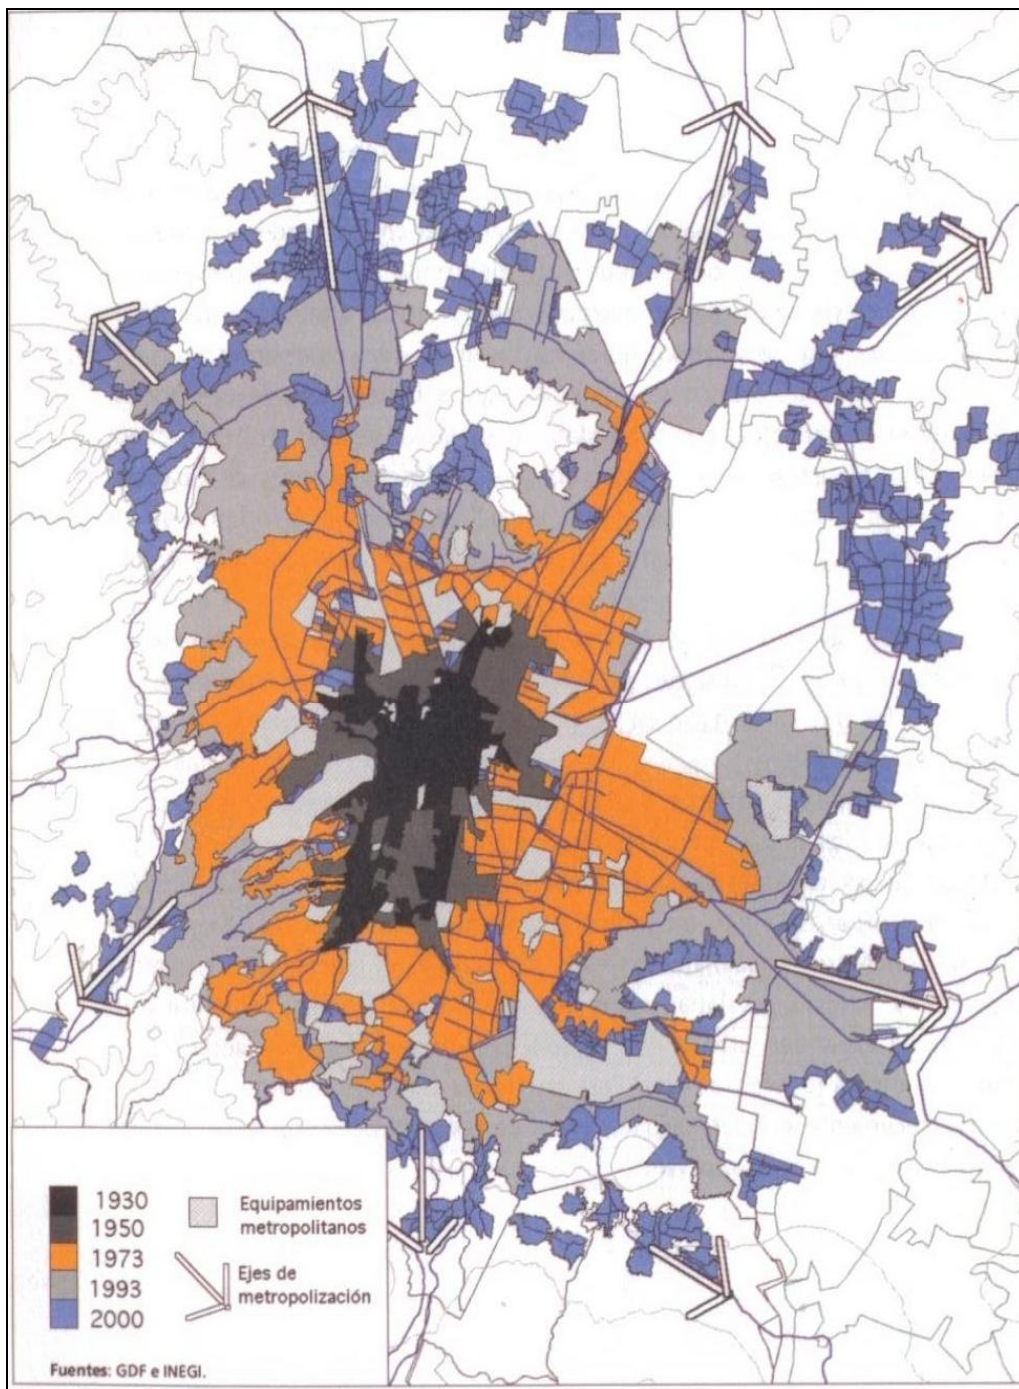 1930
1950
1973
1993
2000
Equipamientos
metropolitanos
Ejes de
metropolización
Fuentes: GDF e INEGI.